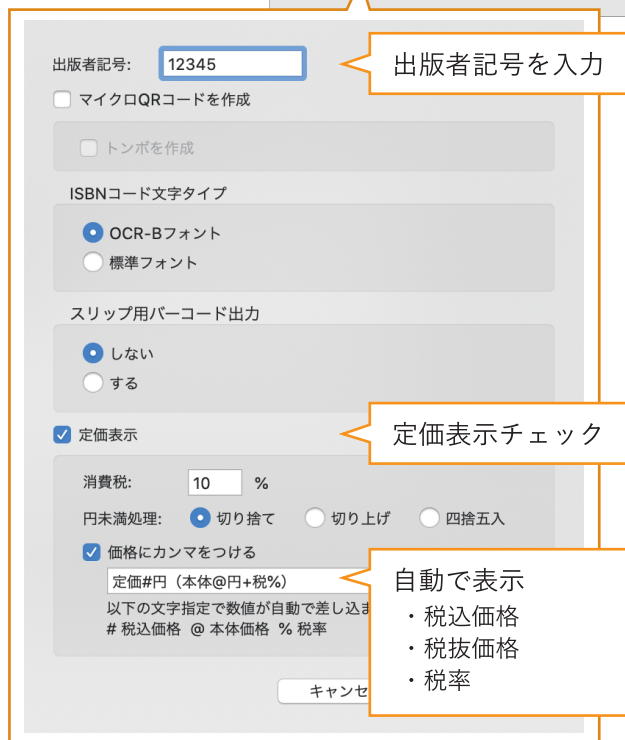 出版者記号: 12345
出版者記号を入力
マイクロQRコードを作成
トンボを作成
ISBNコード文字タイプ
OCR-Bフォント
標準フォント
スリップ用バーコード出力
しない
する
定価表示
定価表示チェック
消費税: 10 %
円未満処理: 切り捨て 切り上げ 四捨五入
価格にカンマをつける
定価#円（本体@円+税%）
以下の文字指定で数値が自動で差し込ま
# 税込価格 @ 本体価格 % 税率
自動で表示
・税込価格
・税抜価格
・税率
キャンセ